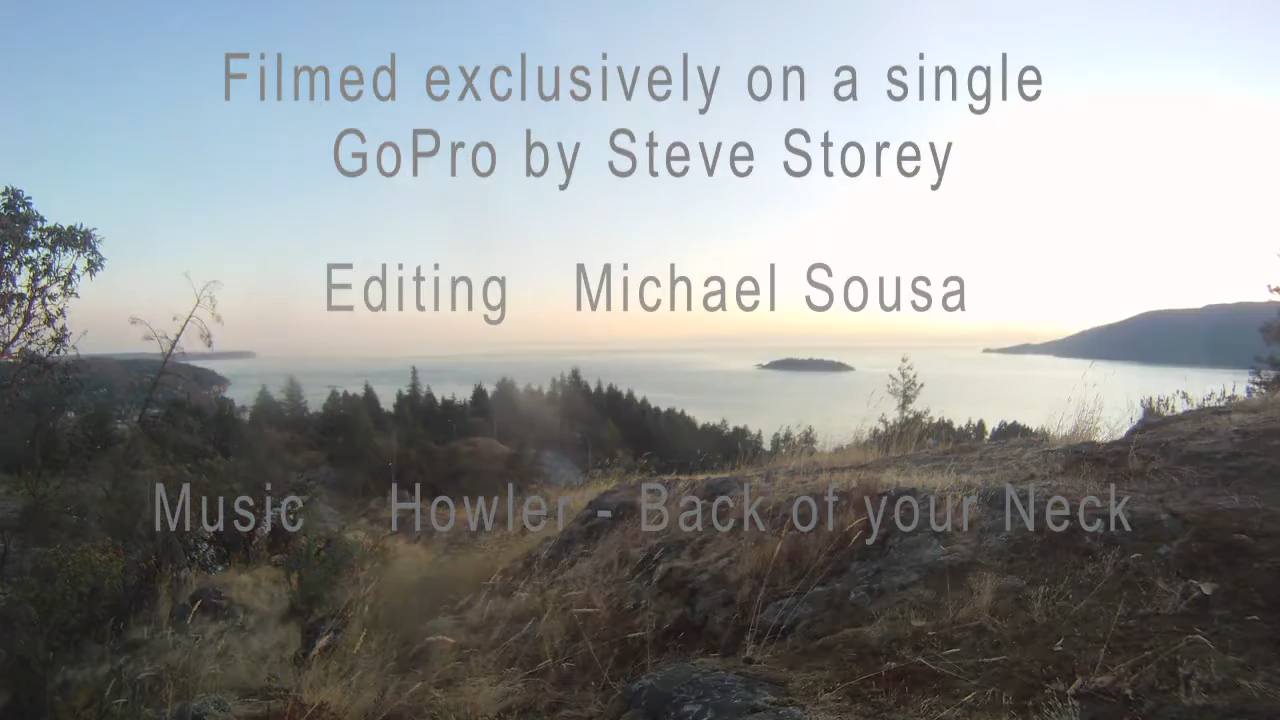 Filmed exclusively on a single
GoPro by Steve Storey
Editing Michael Sousa
Music Howler - Back of your Neck